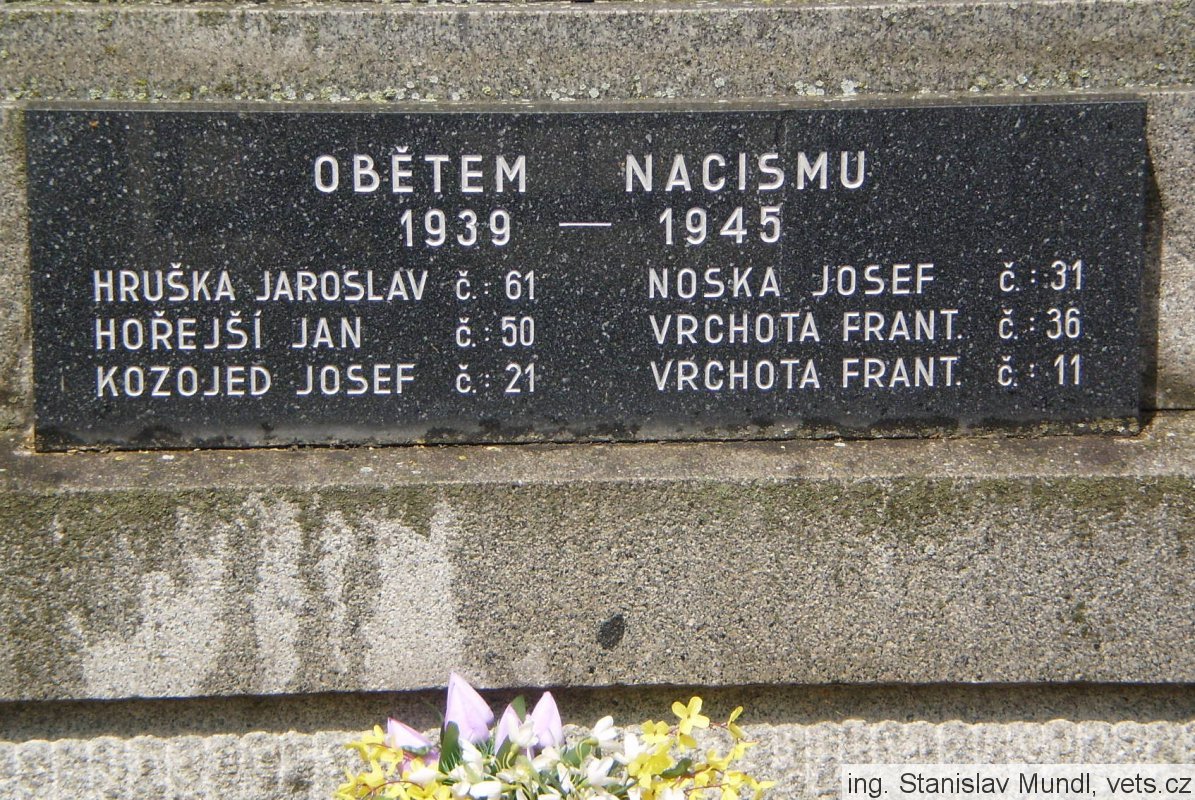 OBĚTEM NACISMU
1939 — 1945
HRUŠKA JAROSLAV č.: 61
HOŘEJŠÍ JAN č.: 50
KOZOJED JOSEF č.: 21
NOSKA JOSEF č.: 31
VRCHOTA FRANT. č.: 36
VRCHOTA FRANT. č.: 11
ing. Stanislav Mundl, vets.cz